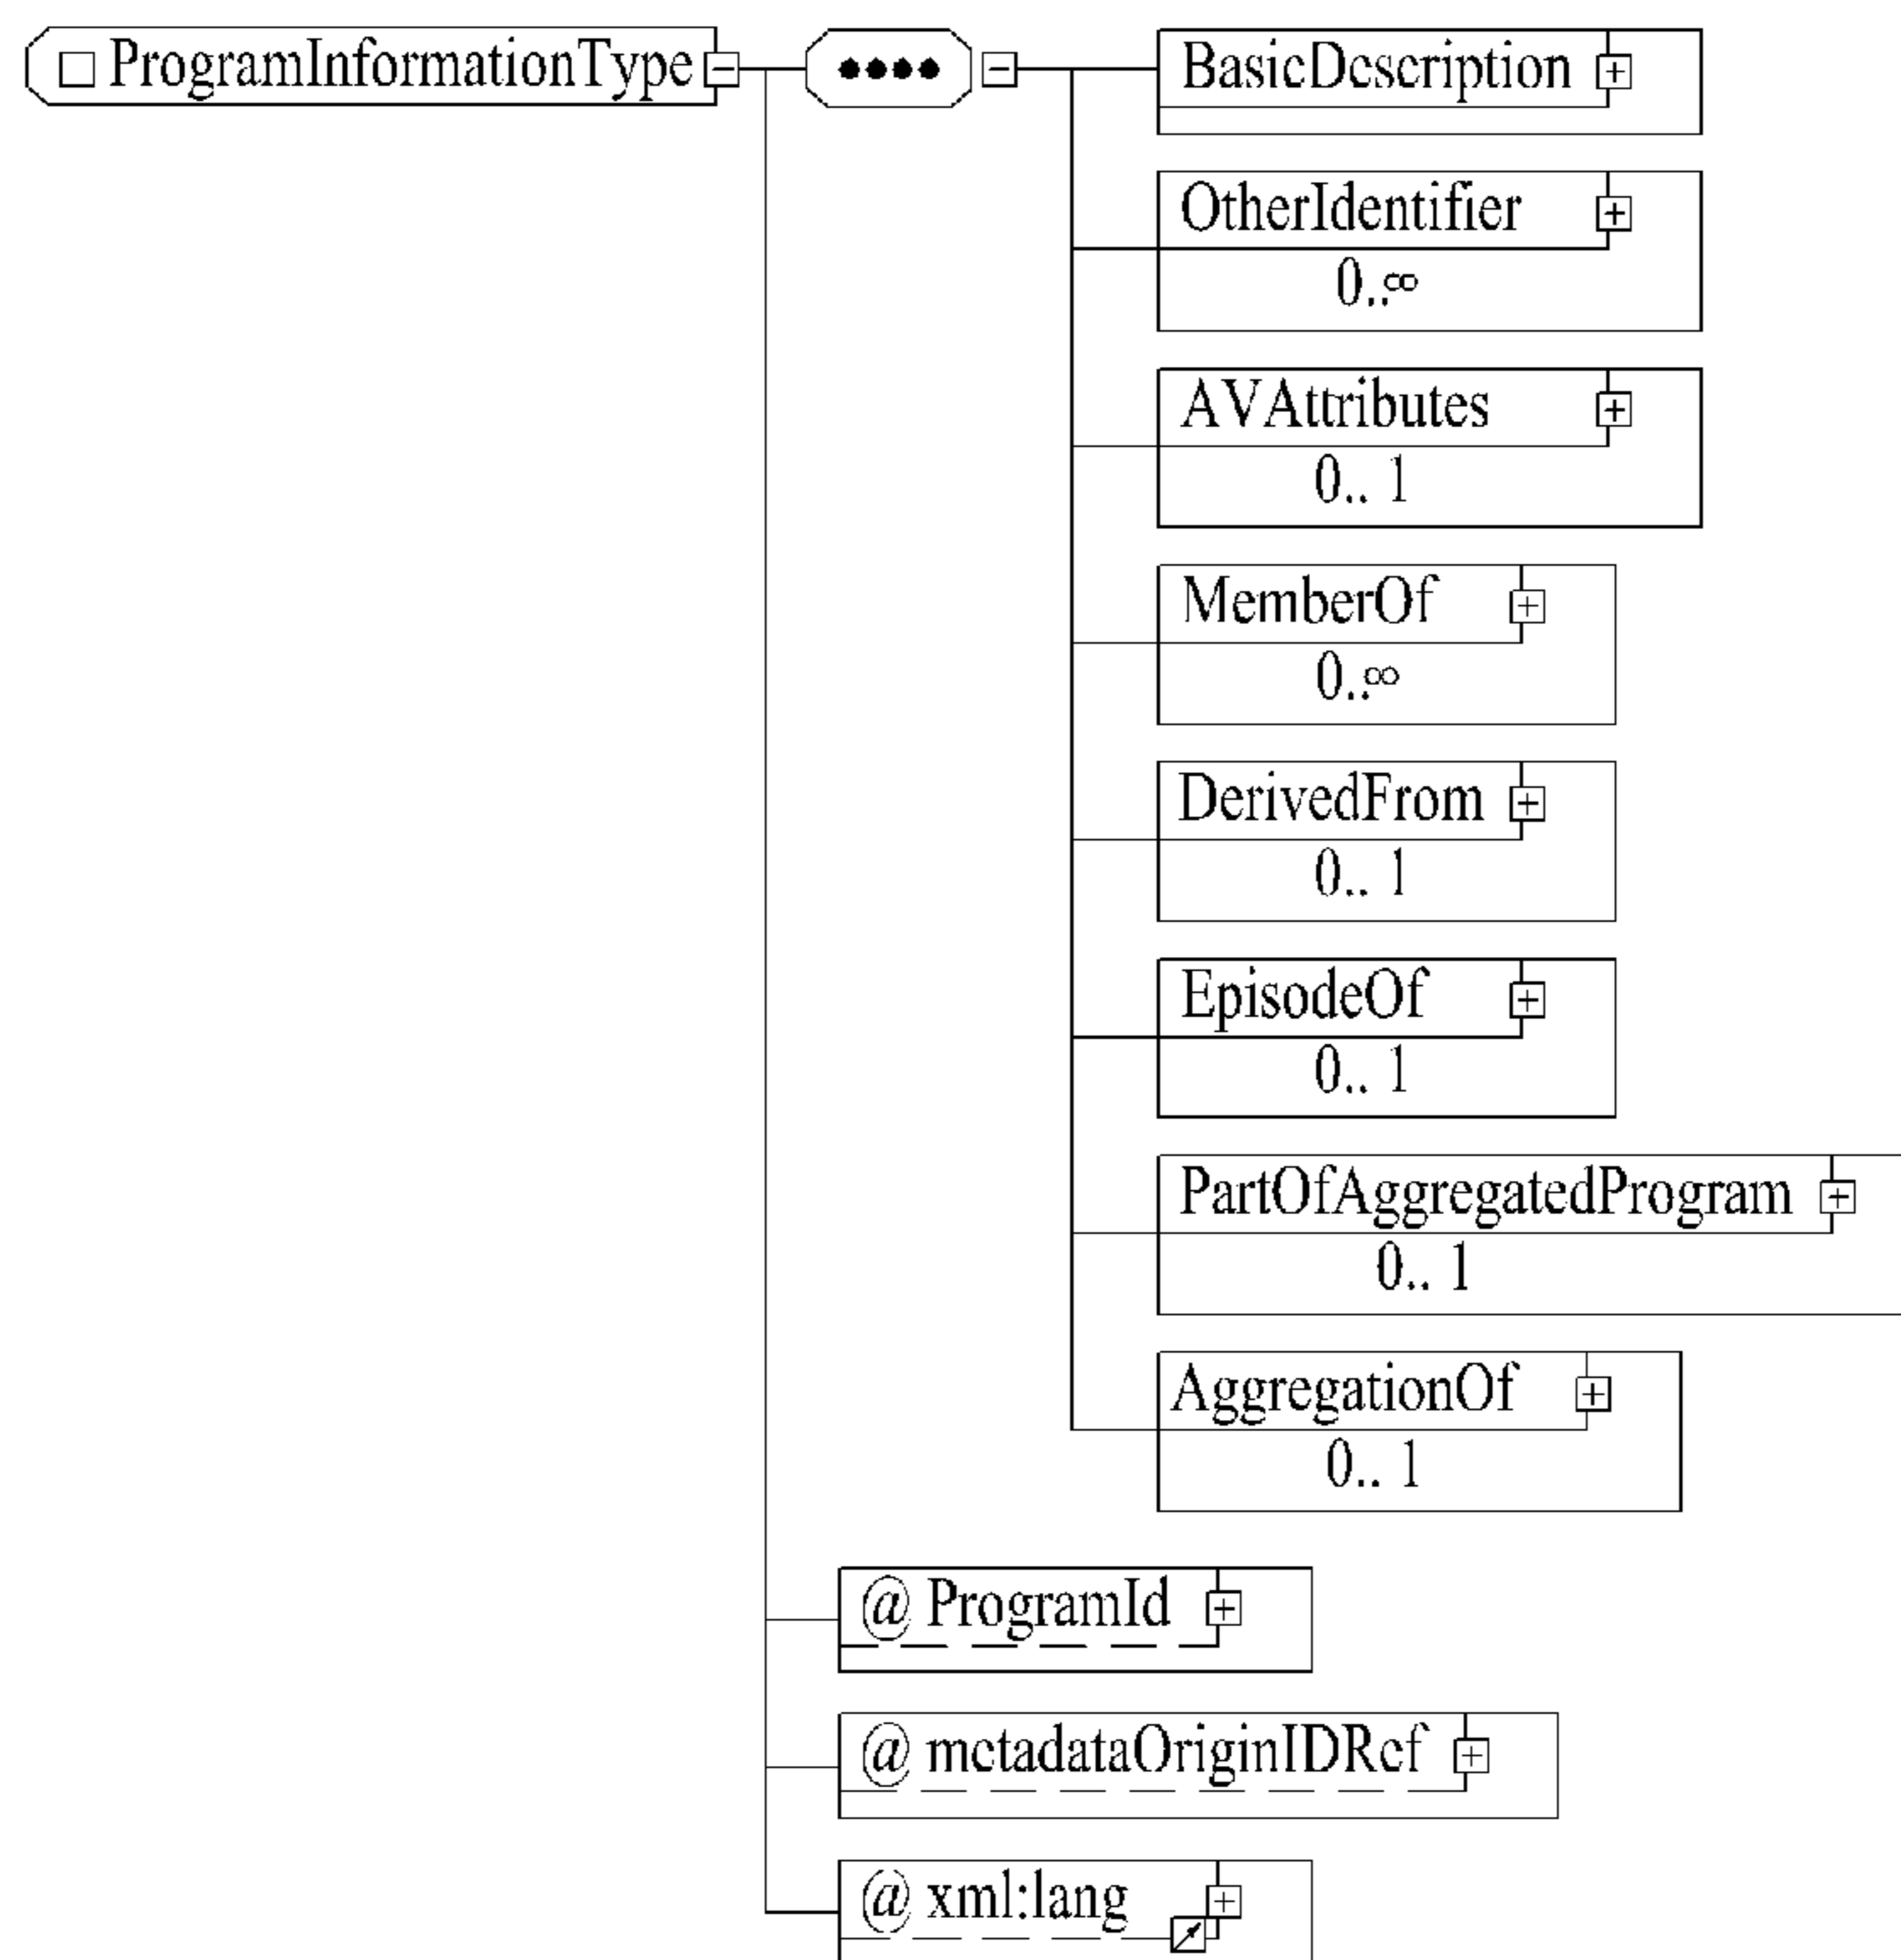 ProgramInformationType
BasicDescription
OtherIdentifier
0..∞
AVAttributes
0.. 1
MemberOf
0..∞
DerivedFrom
0.. 1
EpisodeOf
0.. 1
PartOfAggregatedProgram
0.. 1
AggregationOf
0.. 1
@ ProgramId
@ metadataOriginIDRef
@ xml:lang